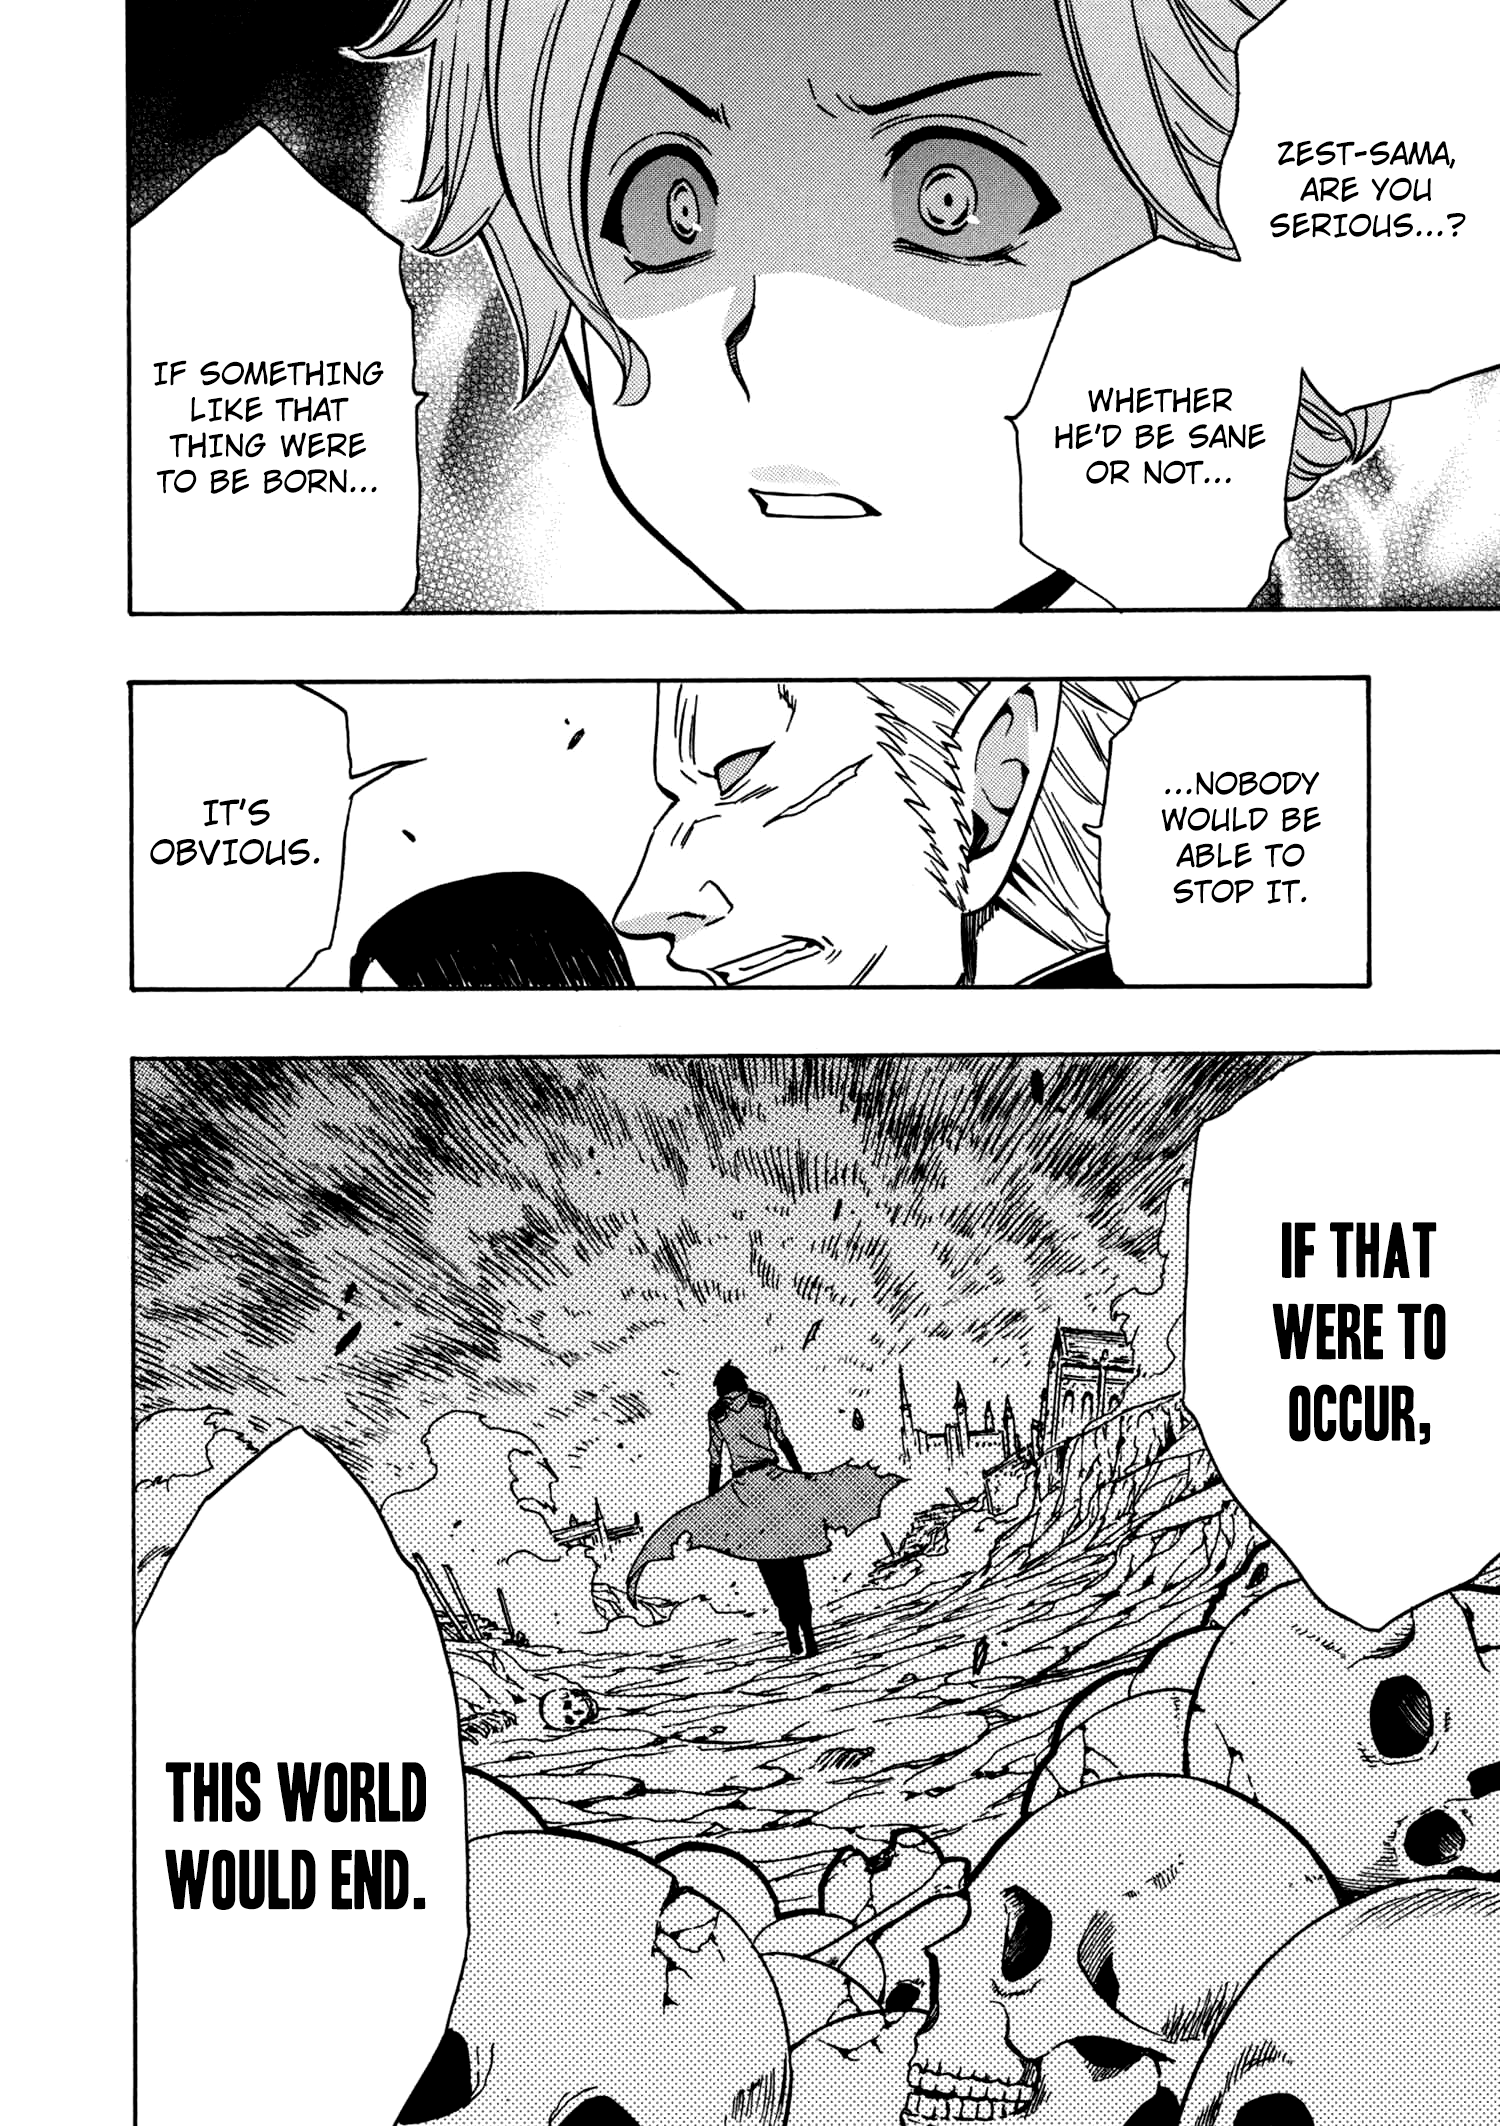 ZEST-SAMA,
ARE YOU
SERIOUS...?
WHETHER
HE'D BE SANE
OR NOT...
IF SOMETHING
LIKE THAT
THING WERE
TO BE BORN...
...NOBODY
WOULD BE
ABLE TO
STOP IT.
IT'S
OBVIOUS.
IF THAT
WERE TO
OCCUR,
THIS WORLD
WOULD END.